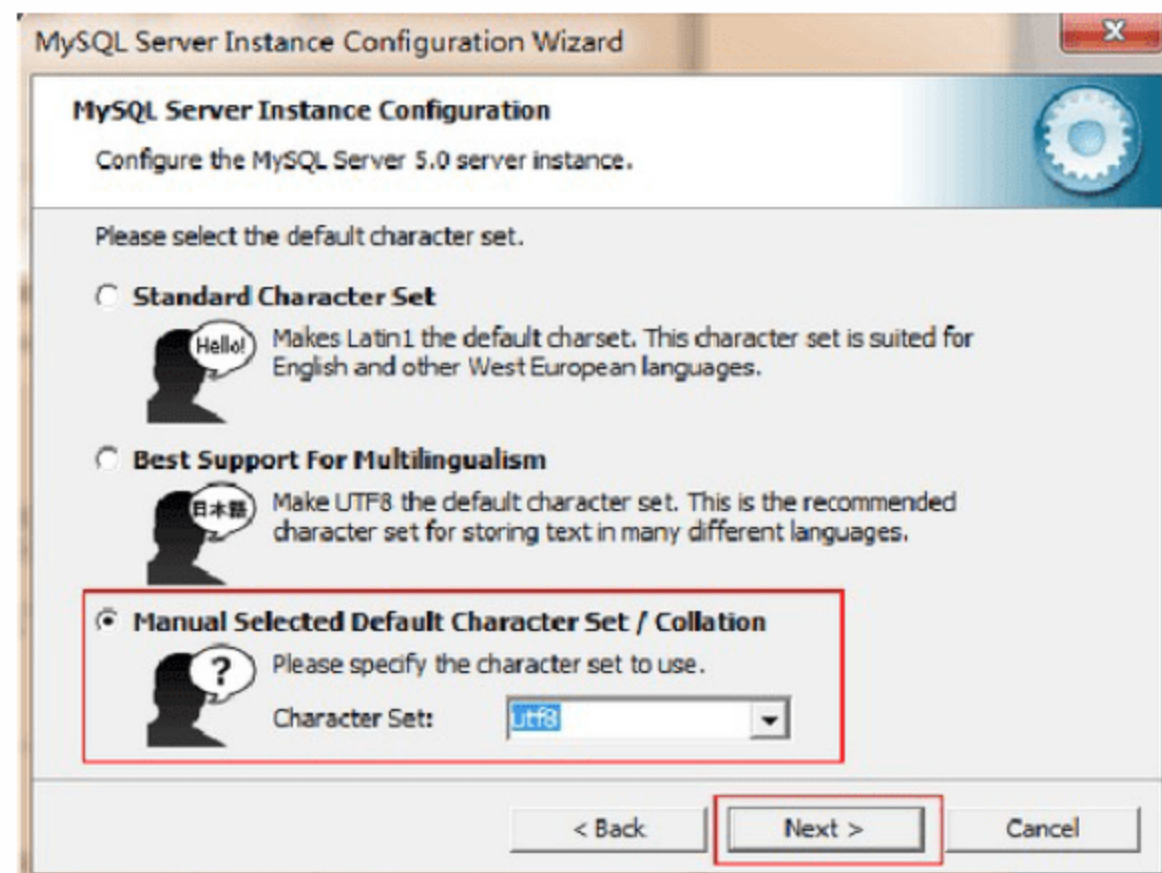 MySQL Server Instance Configuration Wizard
MySQL Server Instance Configuration
Configure the MySQL Server 5.0 server instance.
Please select the default character set.
Standard Character Set
Hello!
Makes Latin1 the default charset. This character set is suited for
English and other West European languages.
Best Support For Multilingualism
日本語
Make UTF8 the default character set. This is the recommended
character set for storing text in many different languages.
Manual Selected Default Character Set / Collation
?
Please specify the character set to use.
Character Set: utf8
< Back Next > Cancel